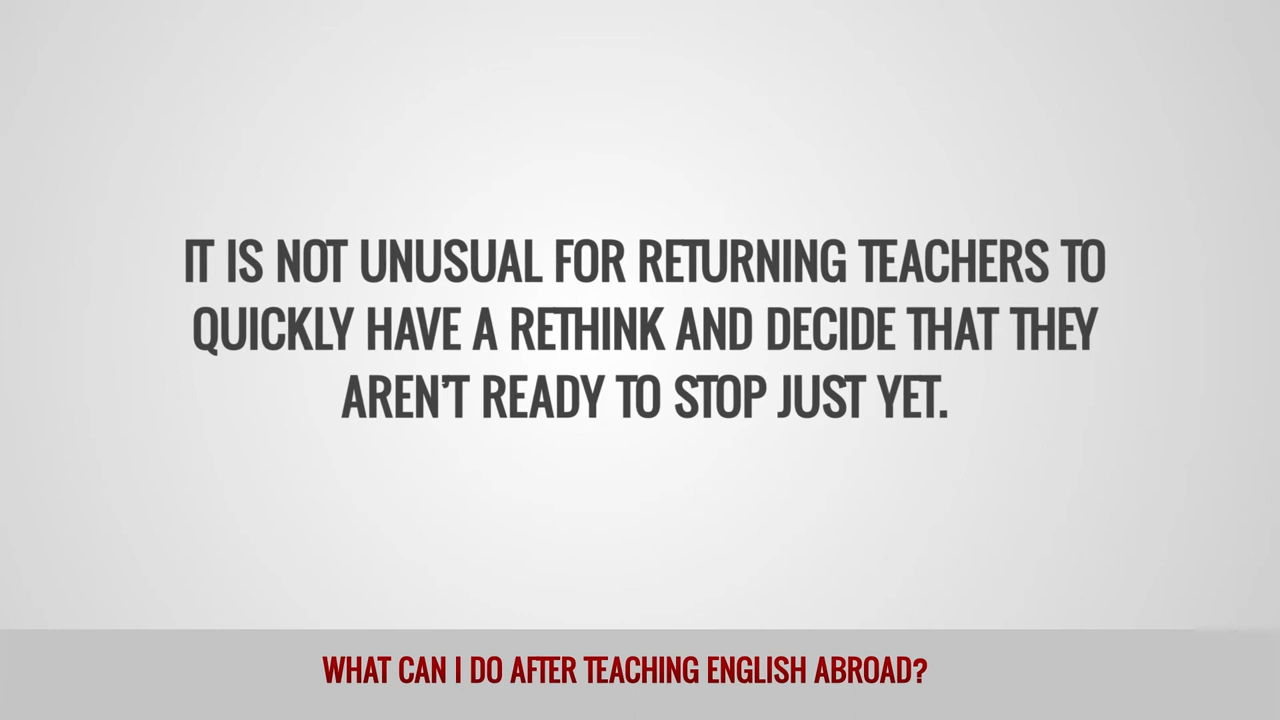 IT IS NOT UNUSUAL FOR RETURNING TEACHERS TO
QUICKLY HAVE A RETHINK AND DECIDE THAT THEY
AREN'T READY TO STOP JUST YET.
WHAT CAN I DO AFTER TEACHING ENGLISH ABROAD?